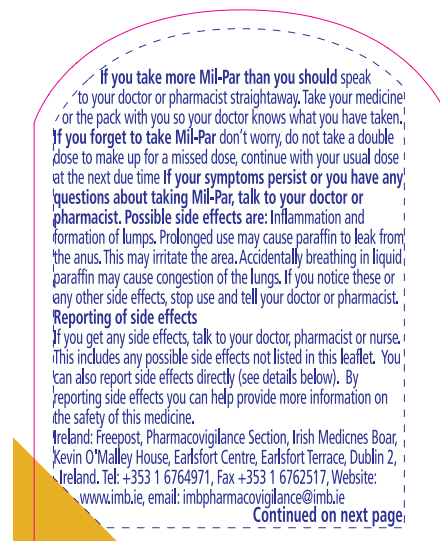 If you take more Mil-Par than you should speak
to your doctor or pharmacist straightaway. Take your medicine
or the pack with you so your doctor knows what you have taken.
If you forget to take Mil-Par don't worry, do not take a double
dose to make up for a missed dose, continue with your usual dose
at the next due time If your symptoms persist or you have any
questions about taking Mil-Par, talk to your doctor or
pharmacist. Possible side effects are: Inflammation and
formation of lumps. Prolonged use may cause paraffin to leak from
the anus. This may irritate the area. Accidentally breathing in liquid
paraffin may cause congestion of the lungs. If you notice these or
any other side effects, stop use and tell your doctor or pharmacist.
Reporting of side effects
If you get any side effects, talk to your doctor, pharmacist or nurse.
This includes any possible side effects not listed in this leaflet. You
can also report side effects directly (see details below). By
reporting side effects you can help provide more information on
the safety of this medicine.
Ireland: Freepost, Pharmacovigilance Section, Irish Medicnes Boar,
Kevin O'Malley House, Earlsfort Centre, Earlsfort Terrace, Dublin 2,
Ireland. Tel: +353 1 6764971, Fax +353 1 6762517, Website:
www.imb.ie, email: imbpharmacovigilance@imb.ie
Continued on next page